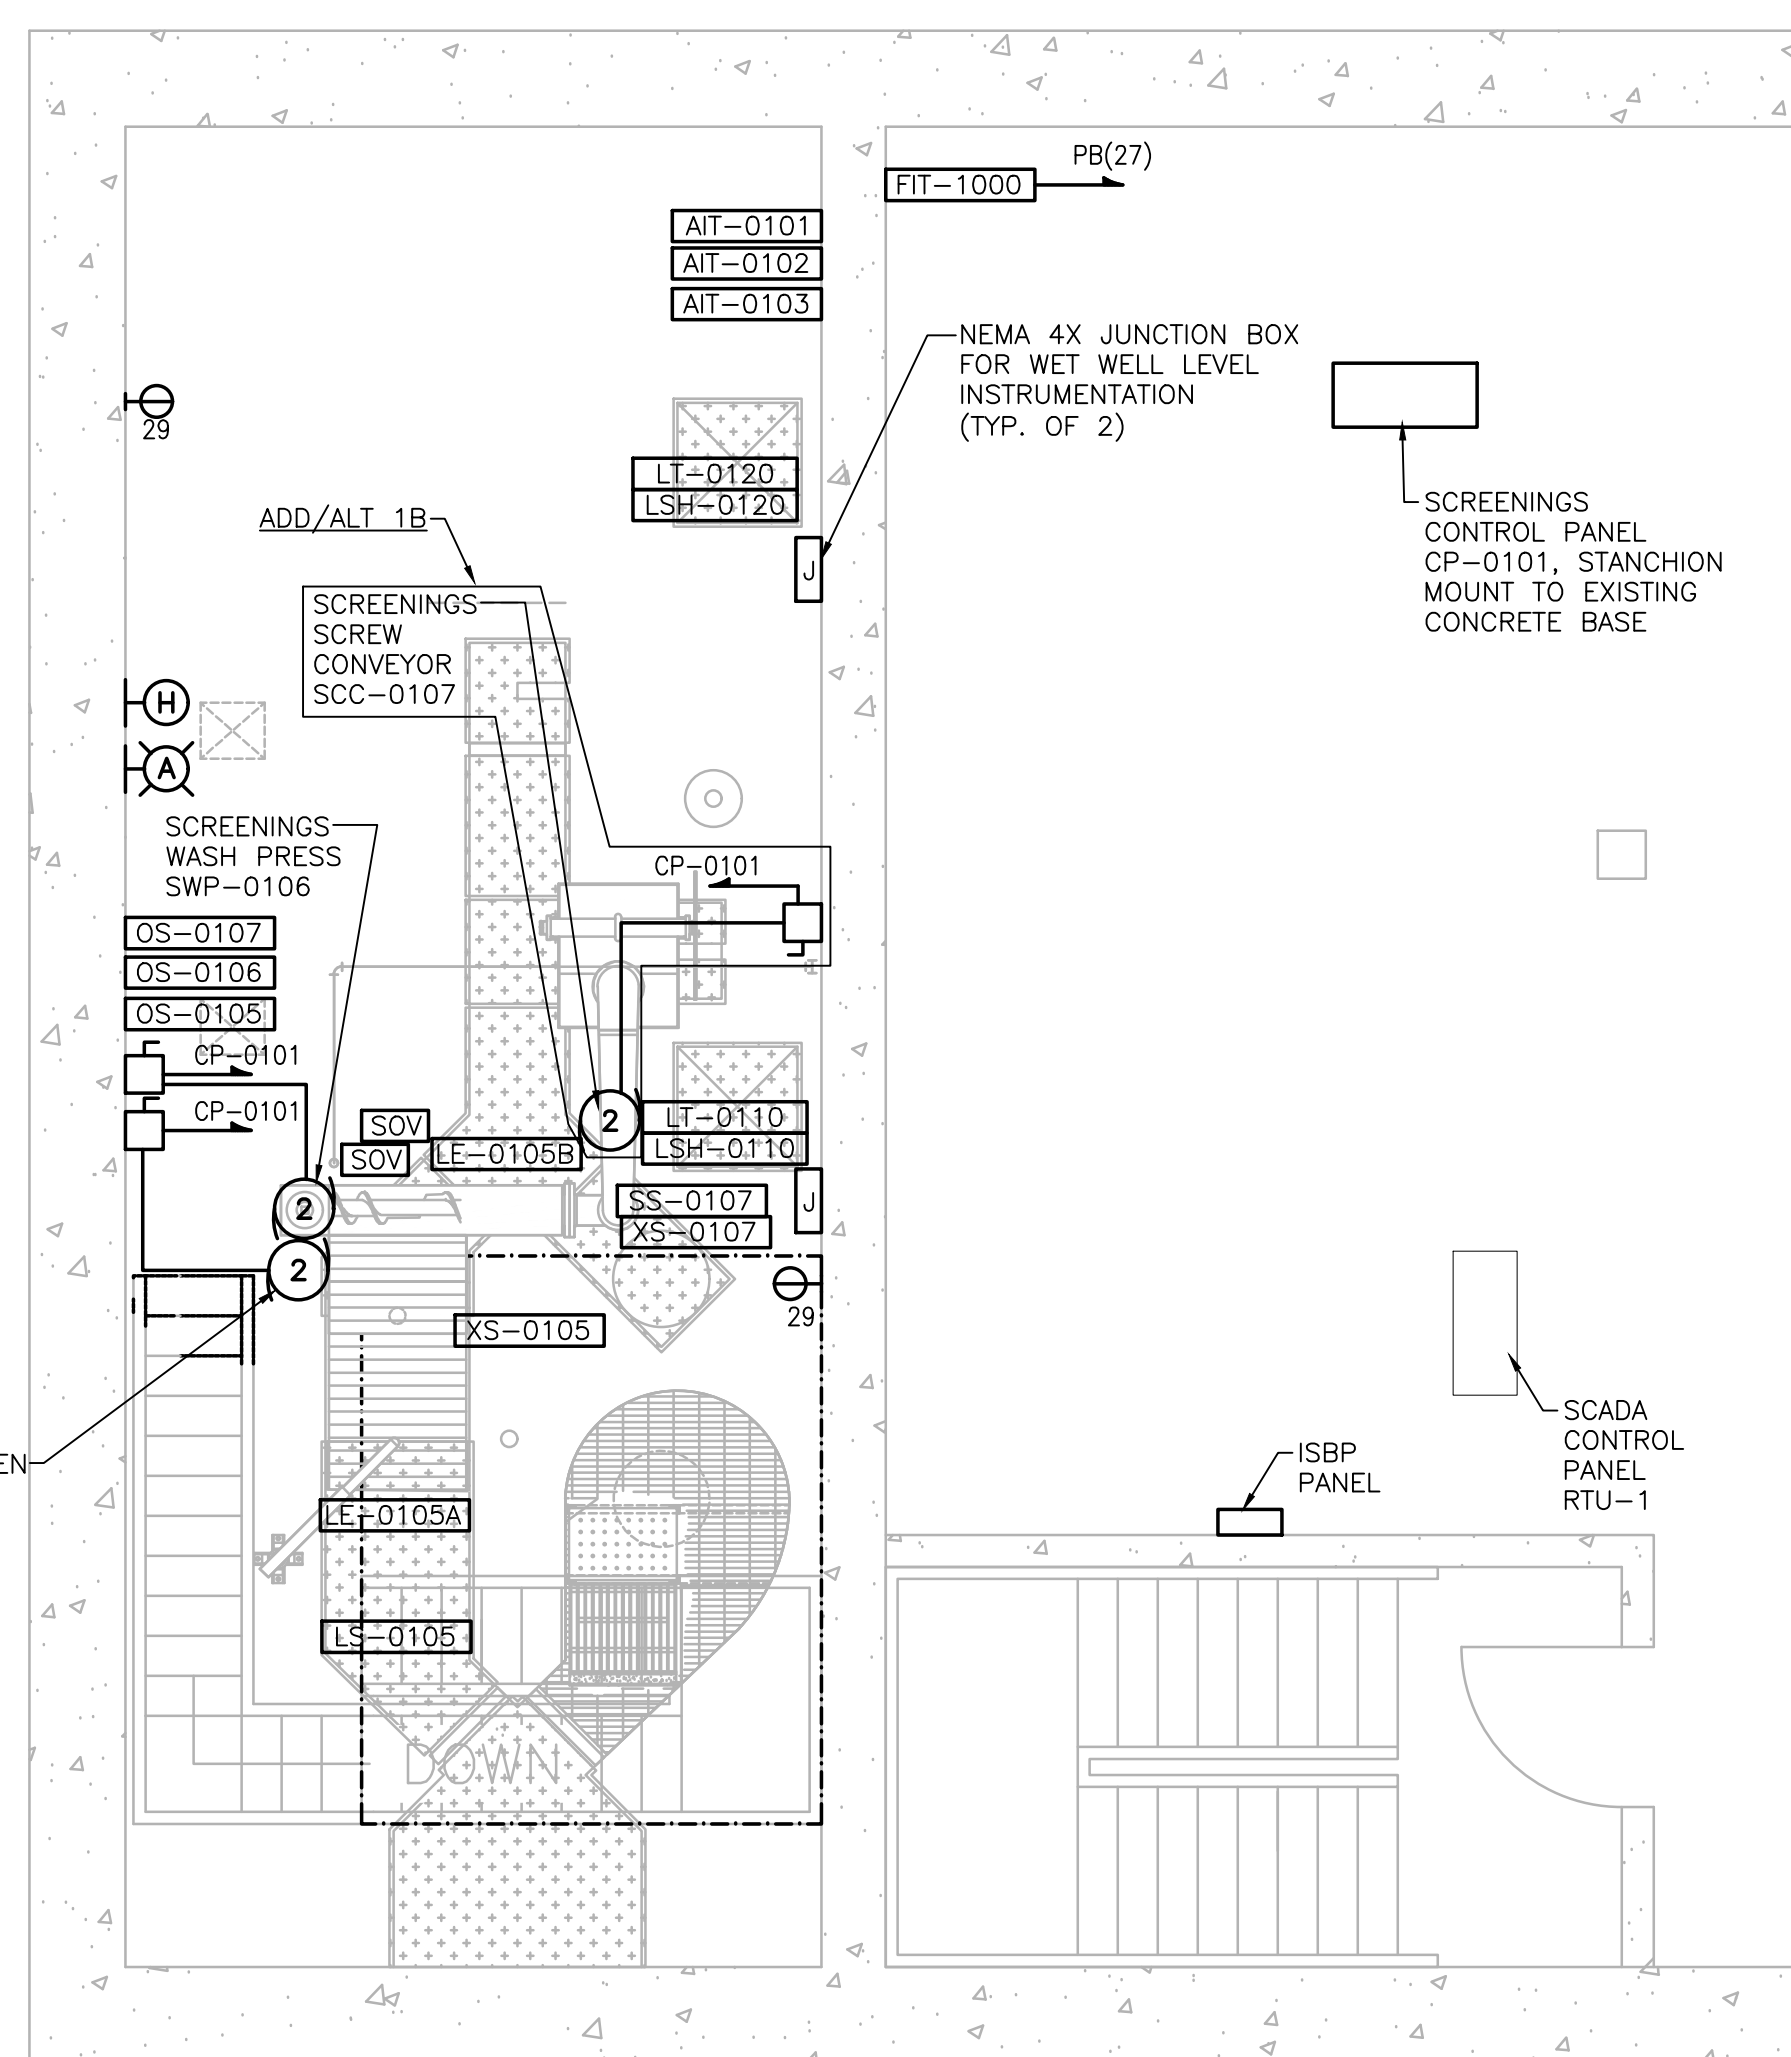 PB(27)
FIT-1000
AIT-0101
AIT-0102
AIT-0103
NEMA 4X JUNCTION BOX
FOR WET WELL LEVEL
INSTRUMENTATION
(TYP. OF 2)
29
LT-0120
LSH-0120
J
SCREENINGS
CONTROL PANEL
CP-0101, STANCHION
MOUNT TO EXISTING
CONCRETE BASE
ADD/ALT 1B
SCREENINGS
SCREW
CONVEYOR
SCC-0107
H
A
SCREENINGS
WASH PRESS
SWP-0106
CP-0101
OS-0107
OS-0106
OS-0105
CP-0101
CP-0101
SOV
SOV
LE-0105B
2
LT-0110
LSH-0110
J
SS-0107
XS-0107
2
2
29
XS-0105
EN
LE-0105A
LS-0105
DOWN
ISBP
PANEL
SCADA
CONTROL
PANEL
RTU-1